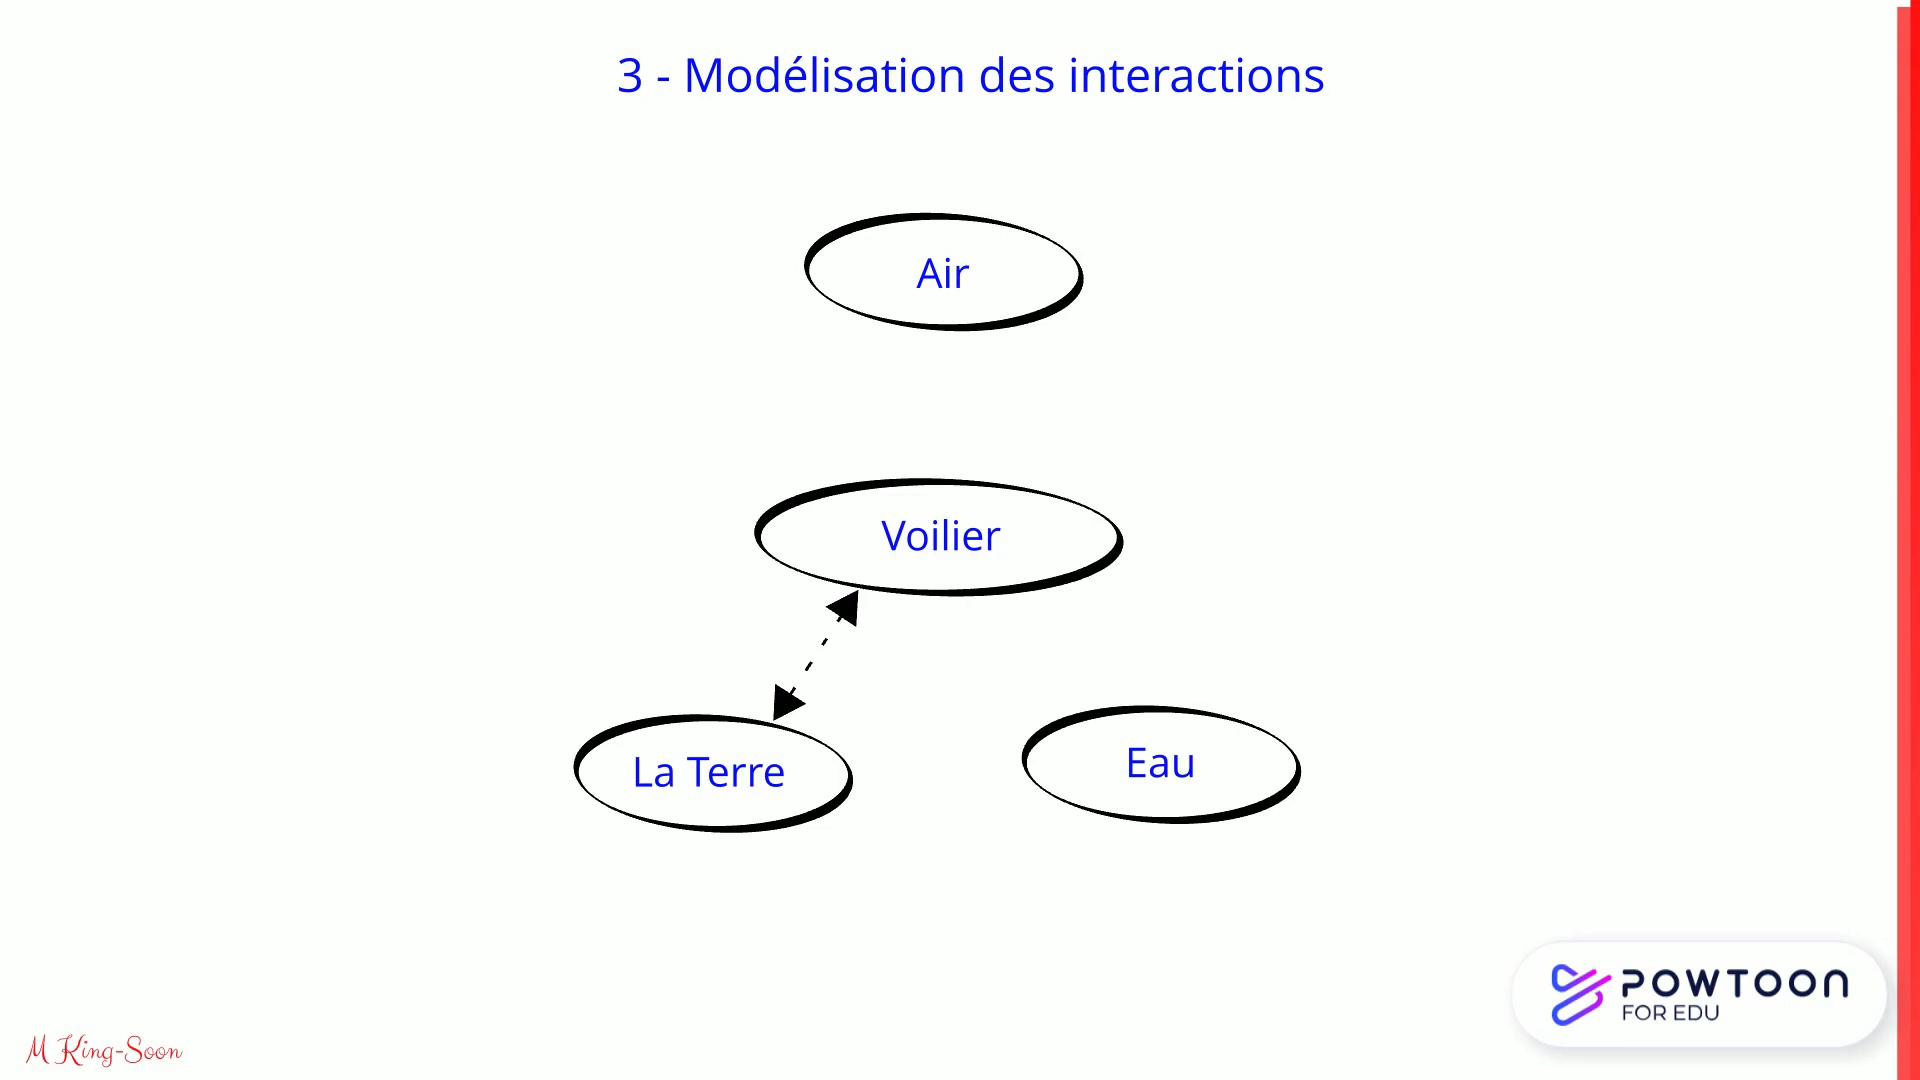 3 - Modélisation des interactions
Air
Voilier
La Terre
Eau
POWTOON
FOR EDU
M King-Soon